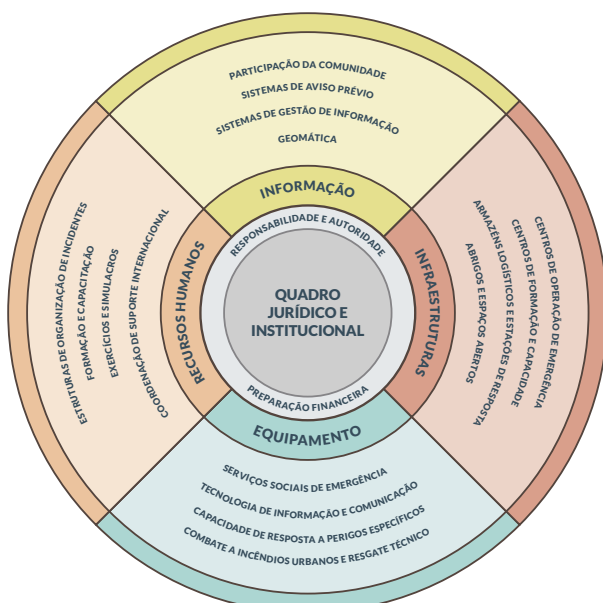 PARTICIPAÇÃO DA COMUNIDADE
SISTEMAS DE AVISO PRÉVIO
SISTEMAS DE GESTÃO DE INFORMAÇÃO
GEOMÁTICA
INFORMAÇÃO
RESPONSABILIDADE E AUTORIDADE
QUADRO
JURÍDICO E
INSTITUCIONAL
PREPARAÇÃO FINANCEIRA
ESTRUTURAS DE ORGANIZAÇÃO DE INCIDENTES
FORMAÇÃO E CAPACITAÇÃO
EXERCÍCIOS E SIMULACROS
COORDENAÇÃO DE SUPORTE INTERNACIONAL
RECURSOS HUMANOS
INFRAESTRUTURAS
CENTROS DE OPERAÇÃO DE EMERGÊNCIA
CENTROS DE FORMAÇÃO E CAPACIDADE
ARMAZÉNS LOGÍSTICOS E ESTAÇÕES DE RESPOSTA
ABRIGOS E ESPAÇOS ABERTOS
EQUIPAMENTO
SERVIÇOS SOCIAIS DE EMERGÊNCIA
TECNOLOGIA DE INFORMAÇÃO E COMUNICAÇÃO
CAPACIDADE DE RESPOSTA A PERIGOS ESPECÍFICOS
COMBATE A INCÊNDIOS URBANOS E RESGATE TÉCNICO